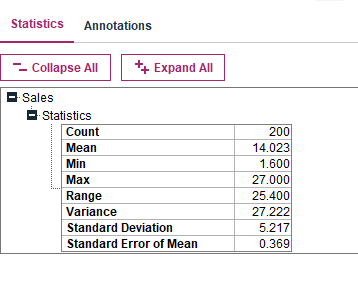 Statistics Annotations
Collapse All Expand All
Sales
Statistics
Count 200
Mean 14.023
Min 1.600
Max 27.000
Range 25.400
Variance 27.222
Standard Deviation 5.217
Standard Error of Mean 0.369